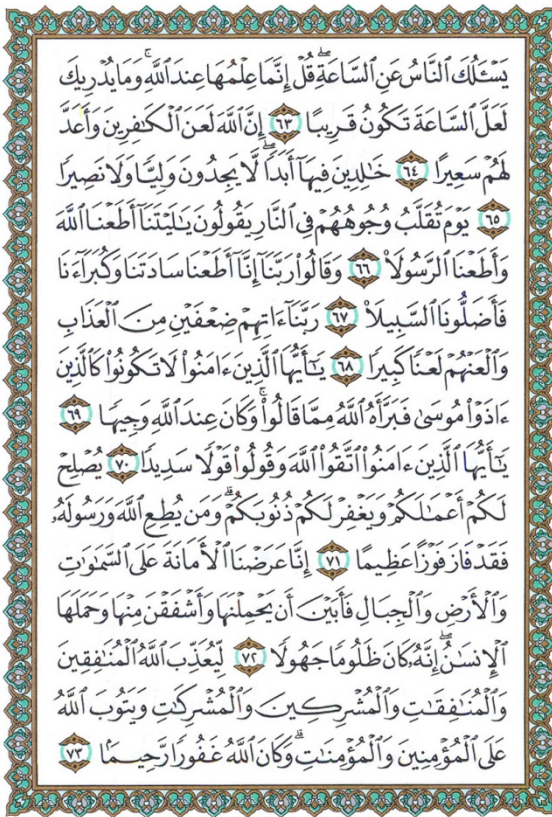 يَسْـَٔلُكَ ٱلنَّاسُ عَنِ ٱلسَّاعَةِۖ قُلْ إِنَّمَا عِلْمُهَا عِندَ ٱللَّهِۚ وَمَا يُدْرِيكَ
لَعَلَّ ٱلسَّاعَةَ تَكُونُ قَرِيبًا ٦٣ إِنَّ ٱللَّهَ لَعَنَ ٱلْكَـٰفِرِينَ وَأَعَدَّ
لَهُمْ سَعِيرًا ٦٤ خَـٰلِدِينَ فِيهَآ أَبَدًاۖ لَّا يَجِدُونَ وَلِيًّا وَلَا نَصِيرًا
٦٥ يَوْمَ تُقَلَّبُ وُجُوهُهُمْ فِى ٱلنَّارِ يَقُولُونَ يَـٰلَيْتَنَآ أَطَعْنَا ٱللَّهَ
وَأَطَعْنَا ٱلرَّسُولَا۠ ٦٦ وَقَالُوا۟ رَبَّنَآ إِنَّآ أَطَعْنَا سَادَتَنَا وَكُبَرَآءَنَا
فَأَضَلُّونَا ٱلسَّبِيلَا۠ ٦٧ رَبَّنَآ ءَاتِهِمْ ضِعْفَيْنِ مِنَ ٱلْعَذَابِ
وَٱلْعَنْهُمْ لَعْنًا كَبِيرًا ٦٨ يَـٰٓأَيُّهَا ٱلَّذِينَ ءَامَنُوا۟ لَا تَكُونُوا۟ كَٱلَّذِينَ
ءَاذَوْا۟ مُوسَىٰ فَبَرَّأَهُ ٱللَّهُ مِمَّا قَالُوا۟ۚ وَكَانَ عِندَ ٱللَّهِ وَجِيهًا ٦٩
يَـٰٓأَيُّهَا ٱلَّذِينَ ءَامَنُوا۟ ٱتَّقُوا۟ ٱللَّهَ وَقُولُوا۟ قَوْلًا سَدِيدًا ٧٠ يُصْلِحْ
لَكُمْ أَعْمَـٰلَكُمْ وَيَغْفِرْ لَكُمْ ذُنُوبَكُمْۗ وَمَن يُطِعِ ٱللَّهَ وَرَسُولَهُۥ
فَقَدْ فَازَ فَوْزًا عَظِيمًا ٧١ إِنَّا عَرَضْنَا ٱلْأَمَانَةَ عَلَى ٱلسَّمَـٰوَٰتِ
وَٱلْأَرْضِ وَٱلْجِبَالِ فَأَبَيْنَ أَن يَحْمِلْنَهَا وَأَشْفَقْنَ مِنْهَا وَحَمَلَهَا
ٱلْإِنسَـٰنُۖ إِنَّهُۥ كَانَ ظَلُومًا جَهُولًا ٧٢ لِّيُعَذِّبَ ٱللَّهُ ٱلْمُنَـٰفِقِينَ
وَٱلْمُنَـٰفِقَـٰتِ وَٱلْمُشْرِكِينَ وَٱلْمُشْرِكَـٰتِ وَيَتُوبَ ٱللَّهُ
عَلَى ٱلْمُؤْمِنِينَ وَٱلْمُؤْمِنَـٰتِۗ وَكَانَ ٱللَّهُ غَفُورًا رَّحِيمًۢا ٧٣